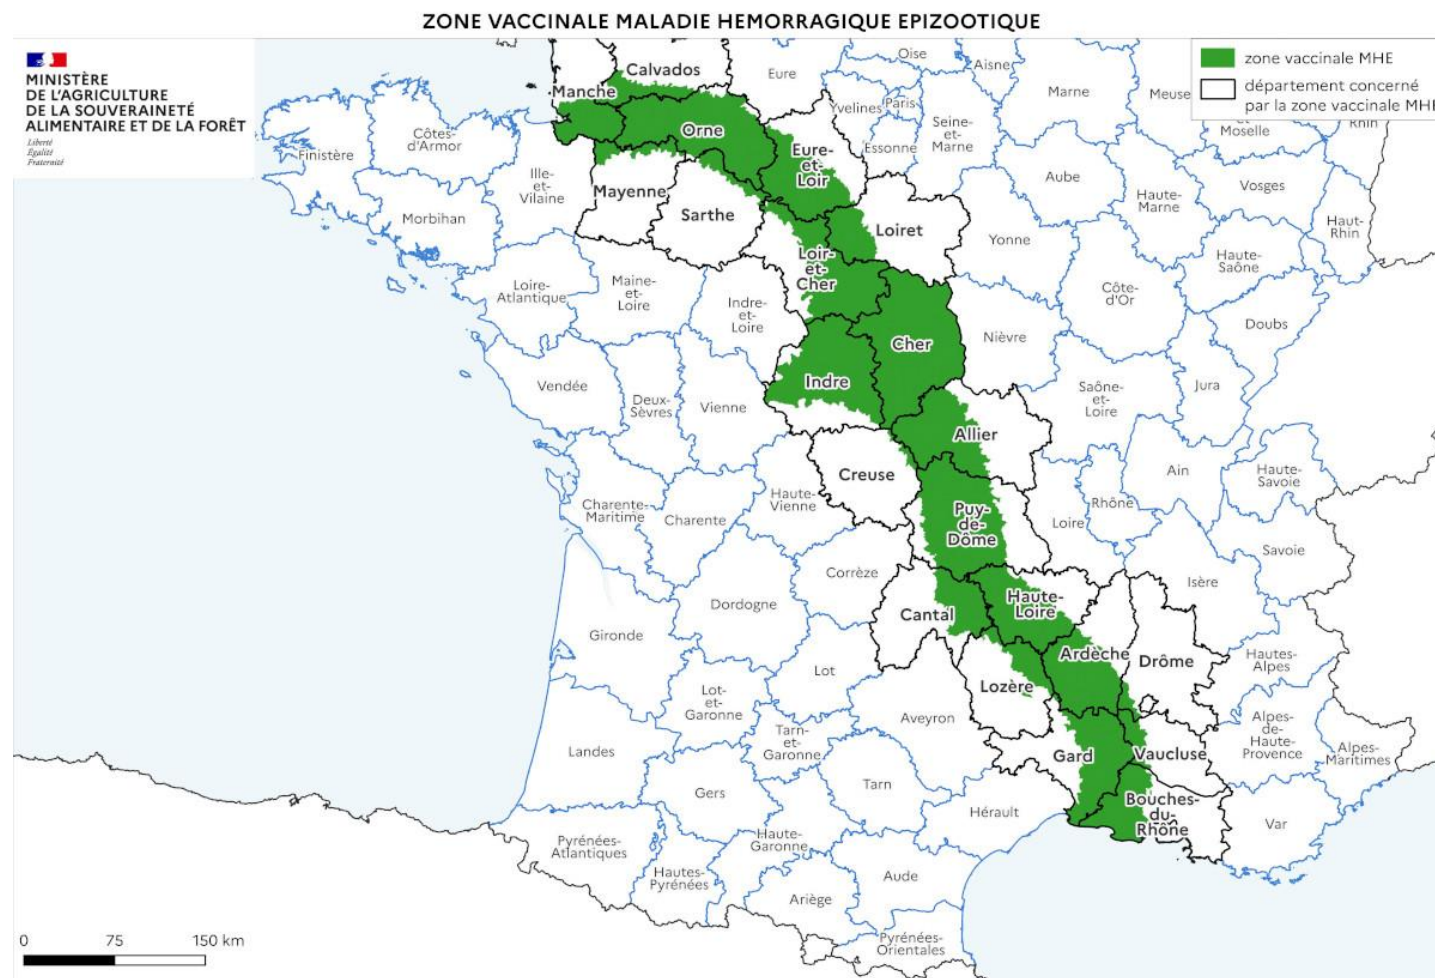 ZONE VACCINALE MALADIE HEMORRAGIQUE EPIZOOTIQUE
MINISTÈRE
DE L'AGRICULTURE
DE LA SOUVERAINETÉ
ALIMENTAIRE ET DE LA FORÊT
Liberté
Égalité
Fraternité
zone vaccinale MHE
département concerné
par la zone vaccinale MHE
Calvados
Eure
Oise
Aisne
Manche
Yvelines
Paris
Marne
Meuse
Orne
Essonne
Seine-
et-
Marne
et
Moselle
Rhin
Finistère
Côtes-
d'Armor
Ille-
et-
Vilaine
Eure-
et-
Loir
Aube
Haute-
Marne
Vosges
Haut-
Rhin
Morbihan
Mayenne
Sarthe
Loiret
Yonne
Loir-
et-
Cher
Haute-
Saône
Loire-
Atlantique
Maine-
et-
Loire
Indre-
et-
Loire
Côte-
d'Or
Doubs
Cher
Nièvre
Vendée
Deux-
Sèvres
Vienne
Indre
Saône-
et-
Loire
Jura
Allier
Creuse
Ain
Haute-
Savoie
Charente-
Maritime
Charente
Haute-
Vienne
Puy-
de-
Dôme
Loire
Rhône
Savoie
Corrèze
Isère
Dordogne
Cantal
Haute-
Loire
Gironde
Ardèche
Drôme
Hautes-
Alpes
Lot
Lot-
et-
Garonne
Lozère
Aveyron
Alpes-
de-
Haute-
Provence
Alpes-
Maritimes
Landes
Tarn-
et-
Garonne
Gard
Vaucluse
Gers
Tarn
Hérault
Bouches-
du-
Rhône
Var
Pyrénées-
Atlantiques
Haute-
Garonne
Hautes-
Pyrénées
Aude
Ariège
Pyrénées-
Orientales
0 75 150 km